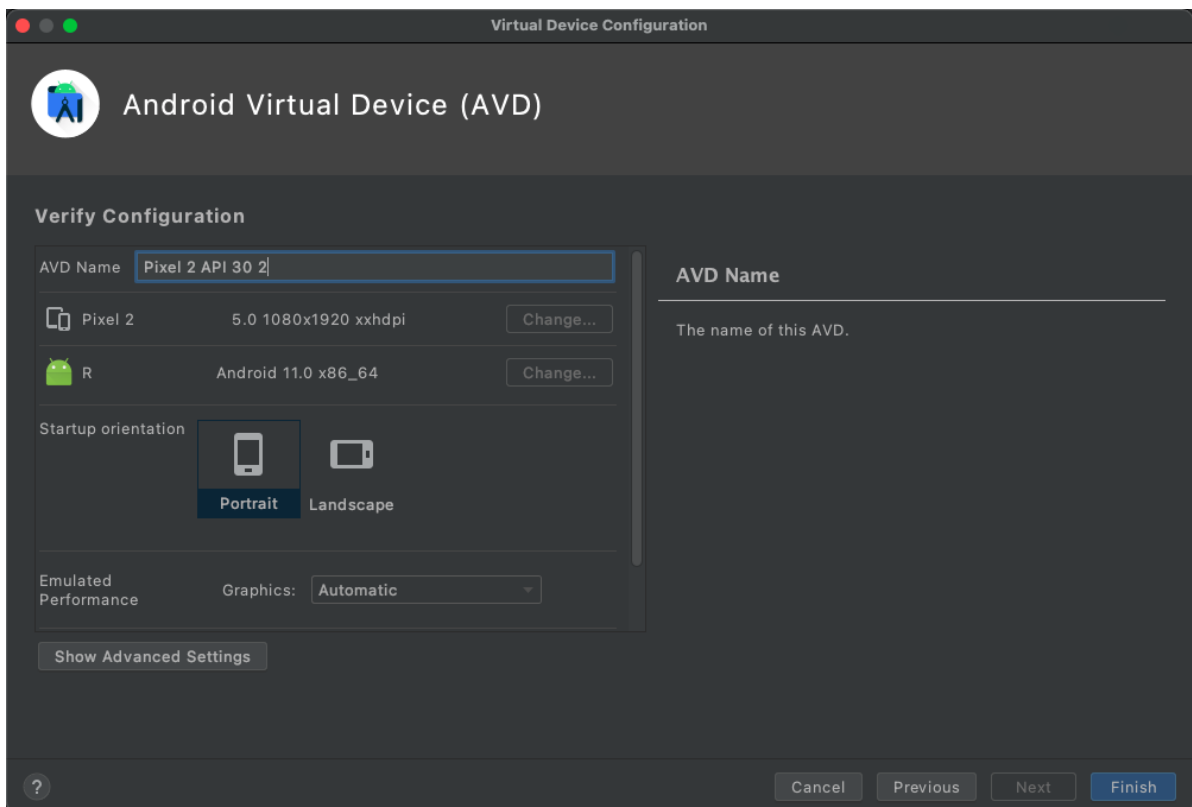 Virtual Device Configuration
Android Virtual Device (AVD)
Verify Configuration
AVD Name Pixel 2 API 30 2
Pixel 2 5.0 1080x1920 xxhdpi Change...
R Android 11.0 x86_64 Change...
Startup orientation
Portrait Landscape
Emulated
Performance Graphics: Automatic
Show Advanced Settings
AVD Name
The name of this AVD.
? Cancel Previous Next Finish